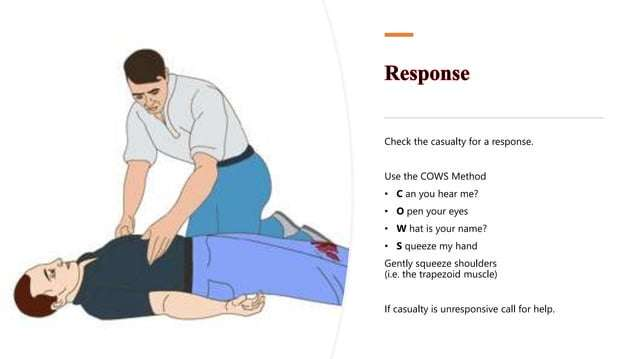 Response
Check the casualty for a response.
Use the COWS Method
• C an you hear me?
• O pen your eyes
• W hat is your name?
• S queeze my hand
Gently squeeze shoulders
(i.e. the trapezoid muscle)
If casualty is unresponsive call for help.